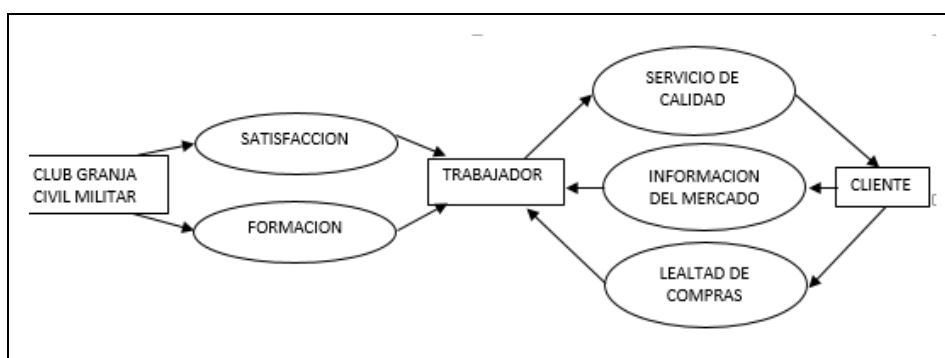 CLUB GRANJA
CIVIL MILITAR
SATISFACCION
FORMACION
TRABAJADOR
SERVICIO DE
CALIDAD
INFORMACION
DEL MERCADO
LEALTAD DE
COMPRAS
CLIENTE